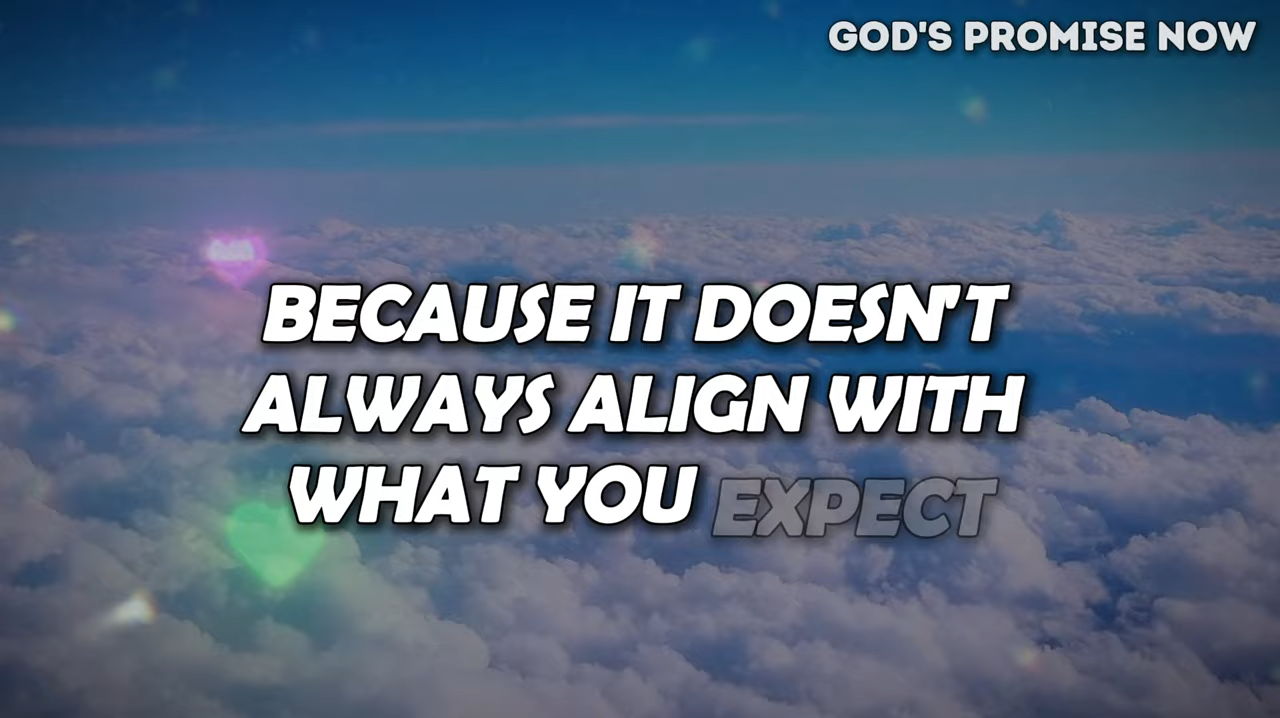 GOD'S PROMISE NOW
BECAUSE IT DOESN'T
ALWAYS ALIGN WITH
WHAT YOU EXPECT